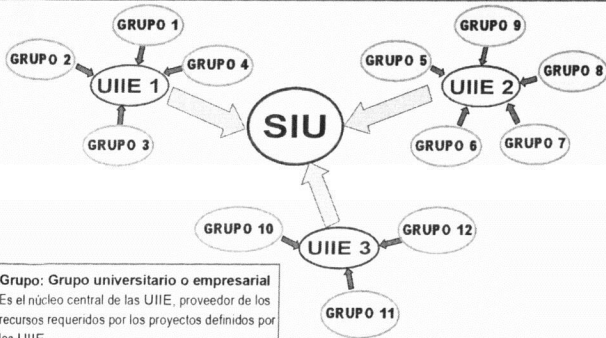 GRUPO 1
GRUPO 2
GRUPO 4
UIIE 1
GRUPO 3
GRUPO 9
GRUPO 5
GRUPO 8
UIIE 2
GRUPO 6
GRUPO 7
SIU
GRUPO 10
GRUPO 12
UIIE 3
GRUPO 11
Grupo: Grupo universitario o empresarial
Es el núcleo central de las UIIE, proveedor de los
recursos requeridos por los proyectos definidos por
las UIIE